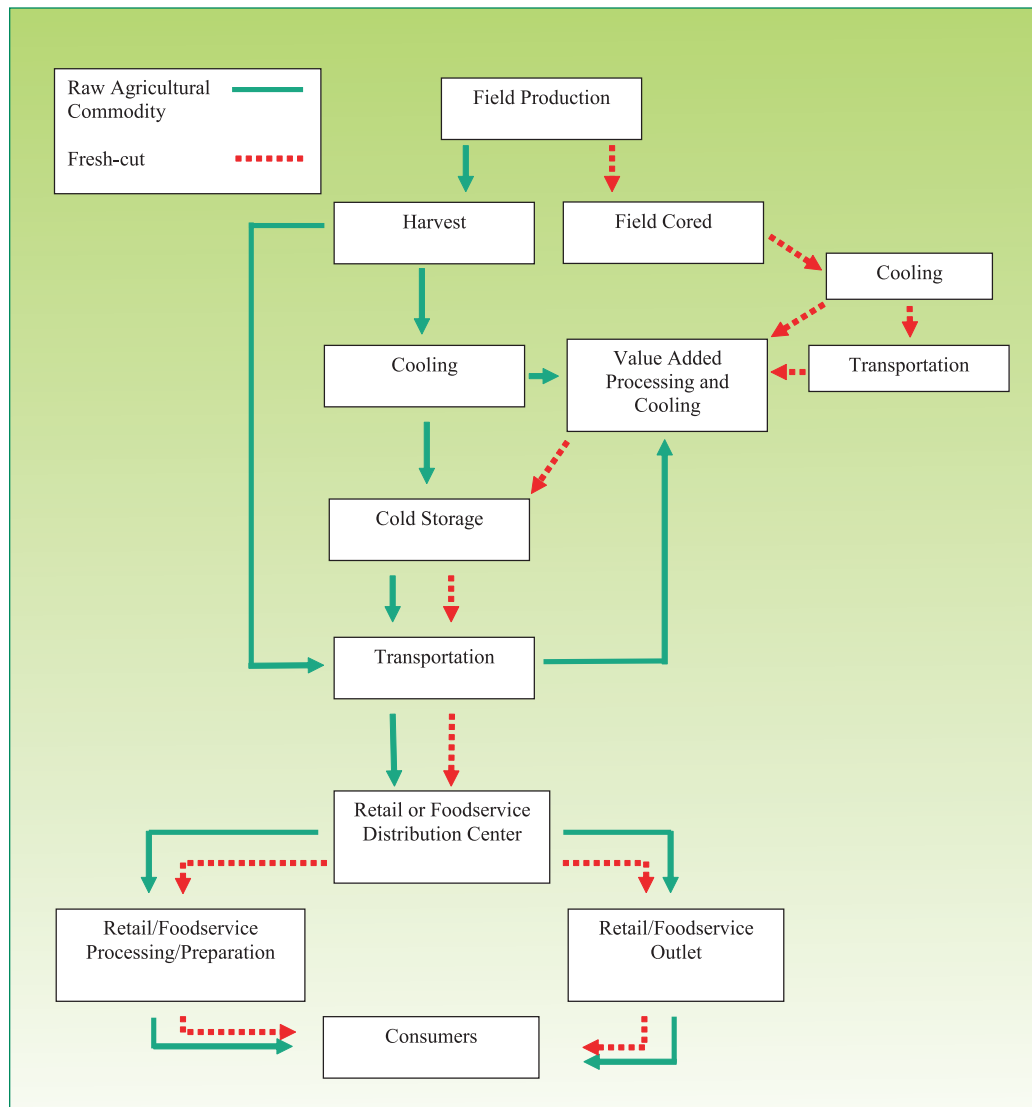 Raw Agricultural
Commodity
Fresh-cut
Field Production
Harvest
Field Cored
Cooling
Cooling
Value Added
Processing and
Cooling
Transportation
Cold Storage
Transportation
Retail or Foodservice
Distribution Center
Retail/Foodservice
Processing/Preparation
Retail/Foodservice
Outlet
Consumers